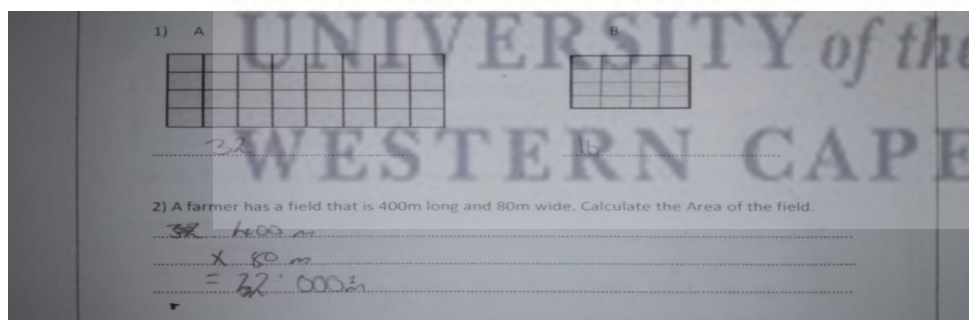 1) A B
UNIVERSITY of the
32 16
WESTERN CAPE
2) A farmer has a field that is 400m long and 80m wide. Calculate the Area of the field.
400 m
x 80 m
= 32 000m